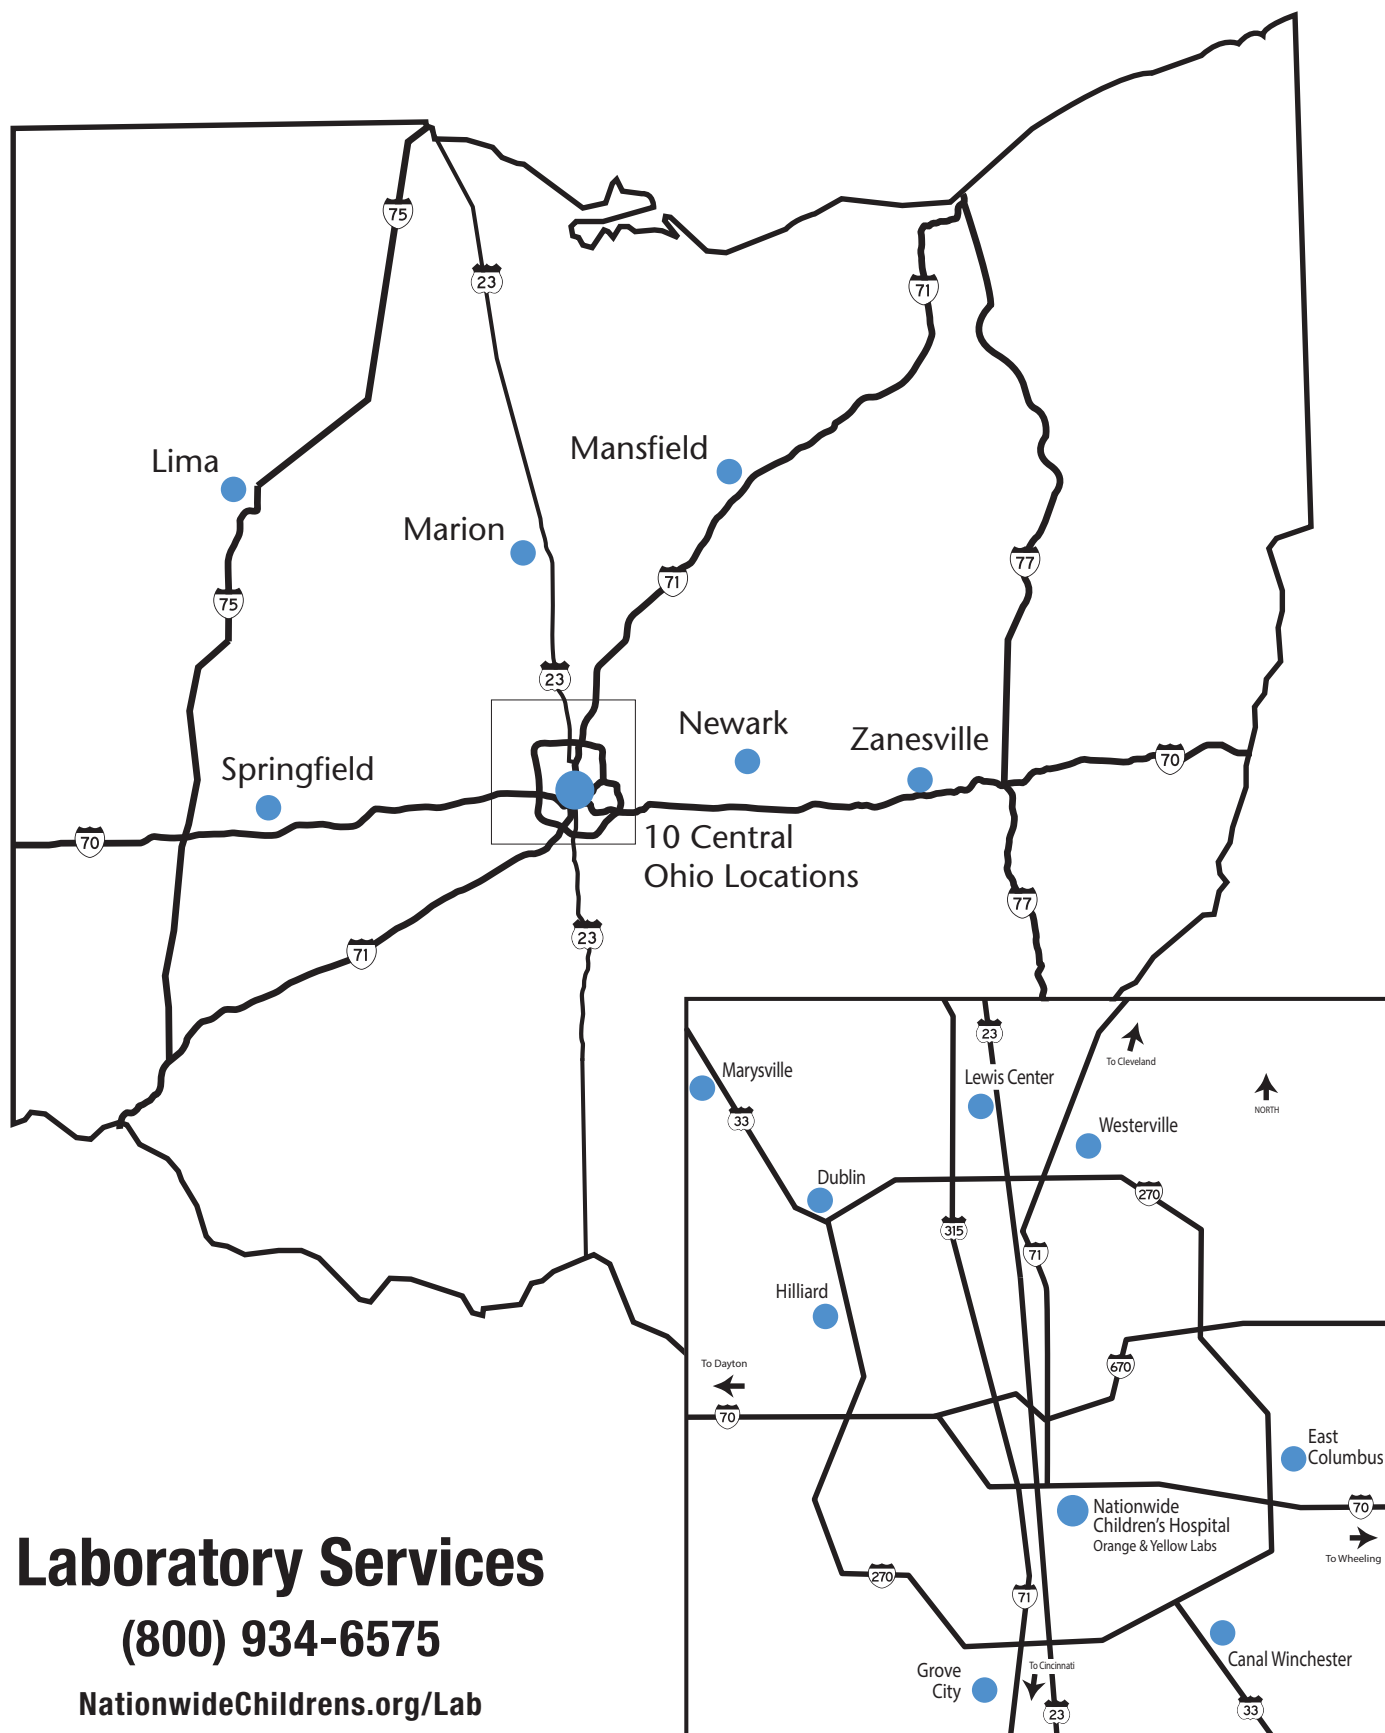 75
23
71
Lima
Mansfield
Marion
75
71
77
23
Newark
Zanesville
Springfield
70
70
10 Central
Ohio Locations
77
71
23
23
To Cleveland
Marysville
Lewis Center
NORTH
33
Westerville
Dublin
270
315
71
Hilliard
To Dayton
670
70
East
Columbus
Nationwide
Children's Hospital
Orange & Yellow Labs
70
To Wheeling
270
71
Canal Winchester
Grove
City
To Cincinnati
23
33
Laboratory Services
(800) 934-6575
NationwideChildrens.org/Lab